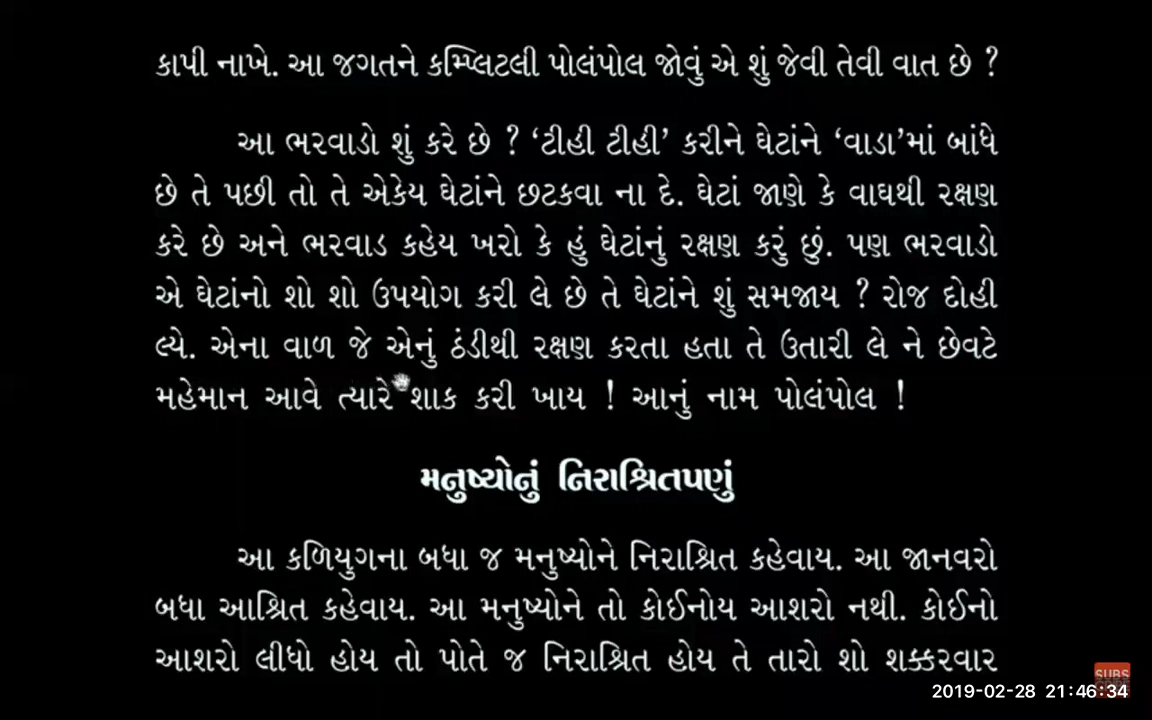 કાપી નાખે. આ જગતને કમ્પ્લિટલી પોલંપોલ જોવું એ શું જેવી તેવી વાત છે ?
આ ભરવાડો શું કરે છે ? ‘ટીહી ટીહી’ કરીને ઘેટાંને ‘વાડા’માં બાંધે
છે તે પછી તો તે એકેય ઘેટાંને છટકવા ના દે. ઘેટાં જાણે કે વાઘથી રક્ષણ
કરે છે અને ભરવાડ કહેય ખરો કે હું ઘેટાંનું રક્ષણ કરું છું. પણ ભરવાડો
એ ઘેટાંનો શો શો ઉપયોગ કરી લે છે તે ઘેટાંને શું સમજાય ? રોજ દોહી
લ્યે. એના વાળ જે એનું ઠંડીથી રક્ષણ કરતા હતા તે ઉતારી લે ને છેવટે
મહેમાન આવે ત્યારે શાક કરી ખાય ! આનું નામ પોલંપોલ !
મનુષ્યોનું નિરાશ્રિતપણું
આ કળિયુગના બધા જ મનુષ્યોને નિરાશ્રિત કહેવાય. આ જાનવરો
બધા આશ્રિત કહેવાય. આ મનુષ્યોને તો કોઈનોય આશરો નથી. કોઈનો
આશરો લીધો હોય તો પોતે જ નિરાશ્રિત હોય તે તારો શો શક્કરવાર
SUBS
2019-02-28 21:46:34